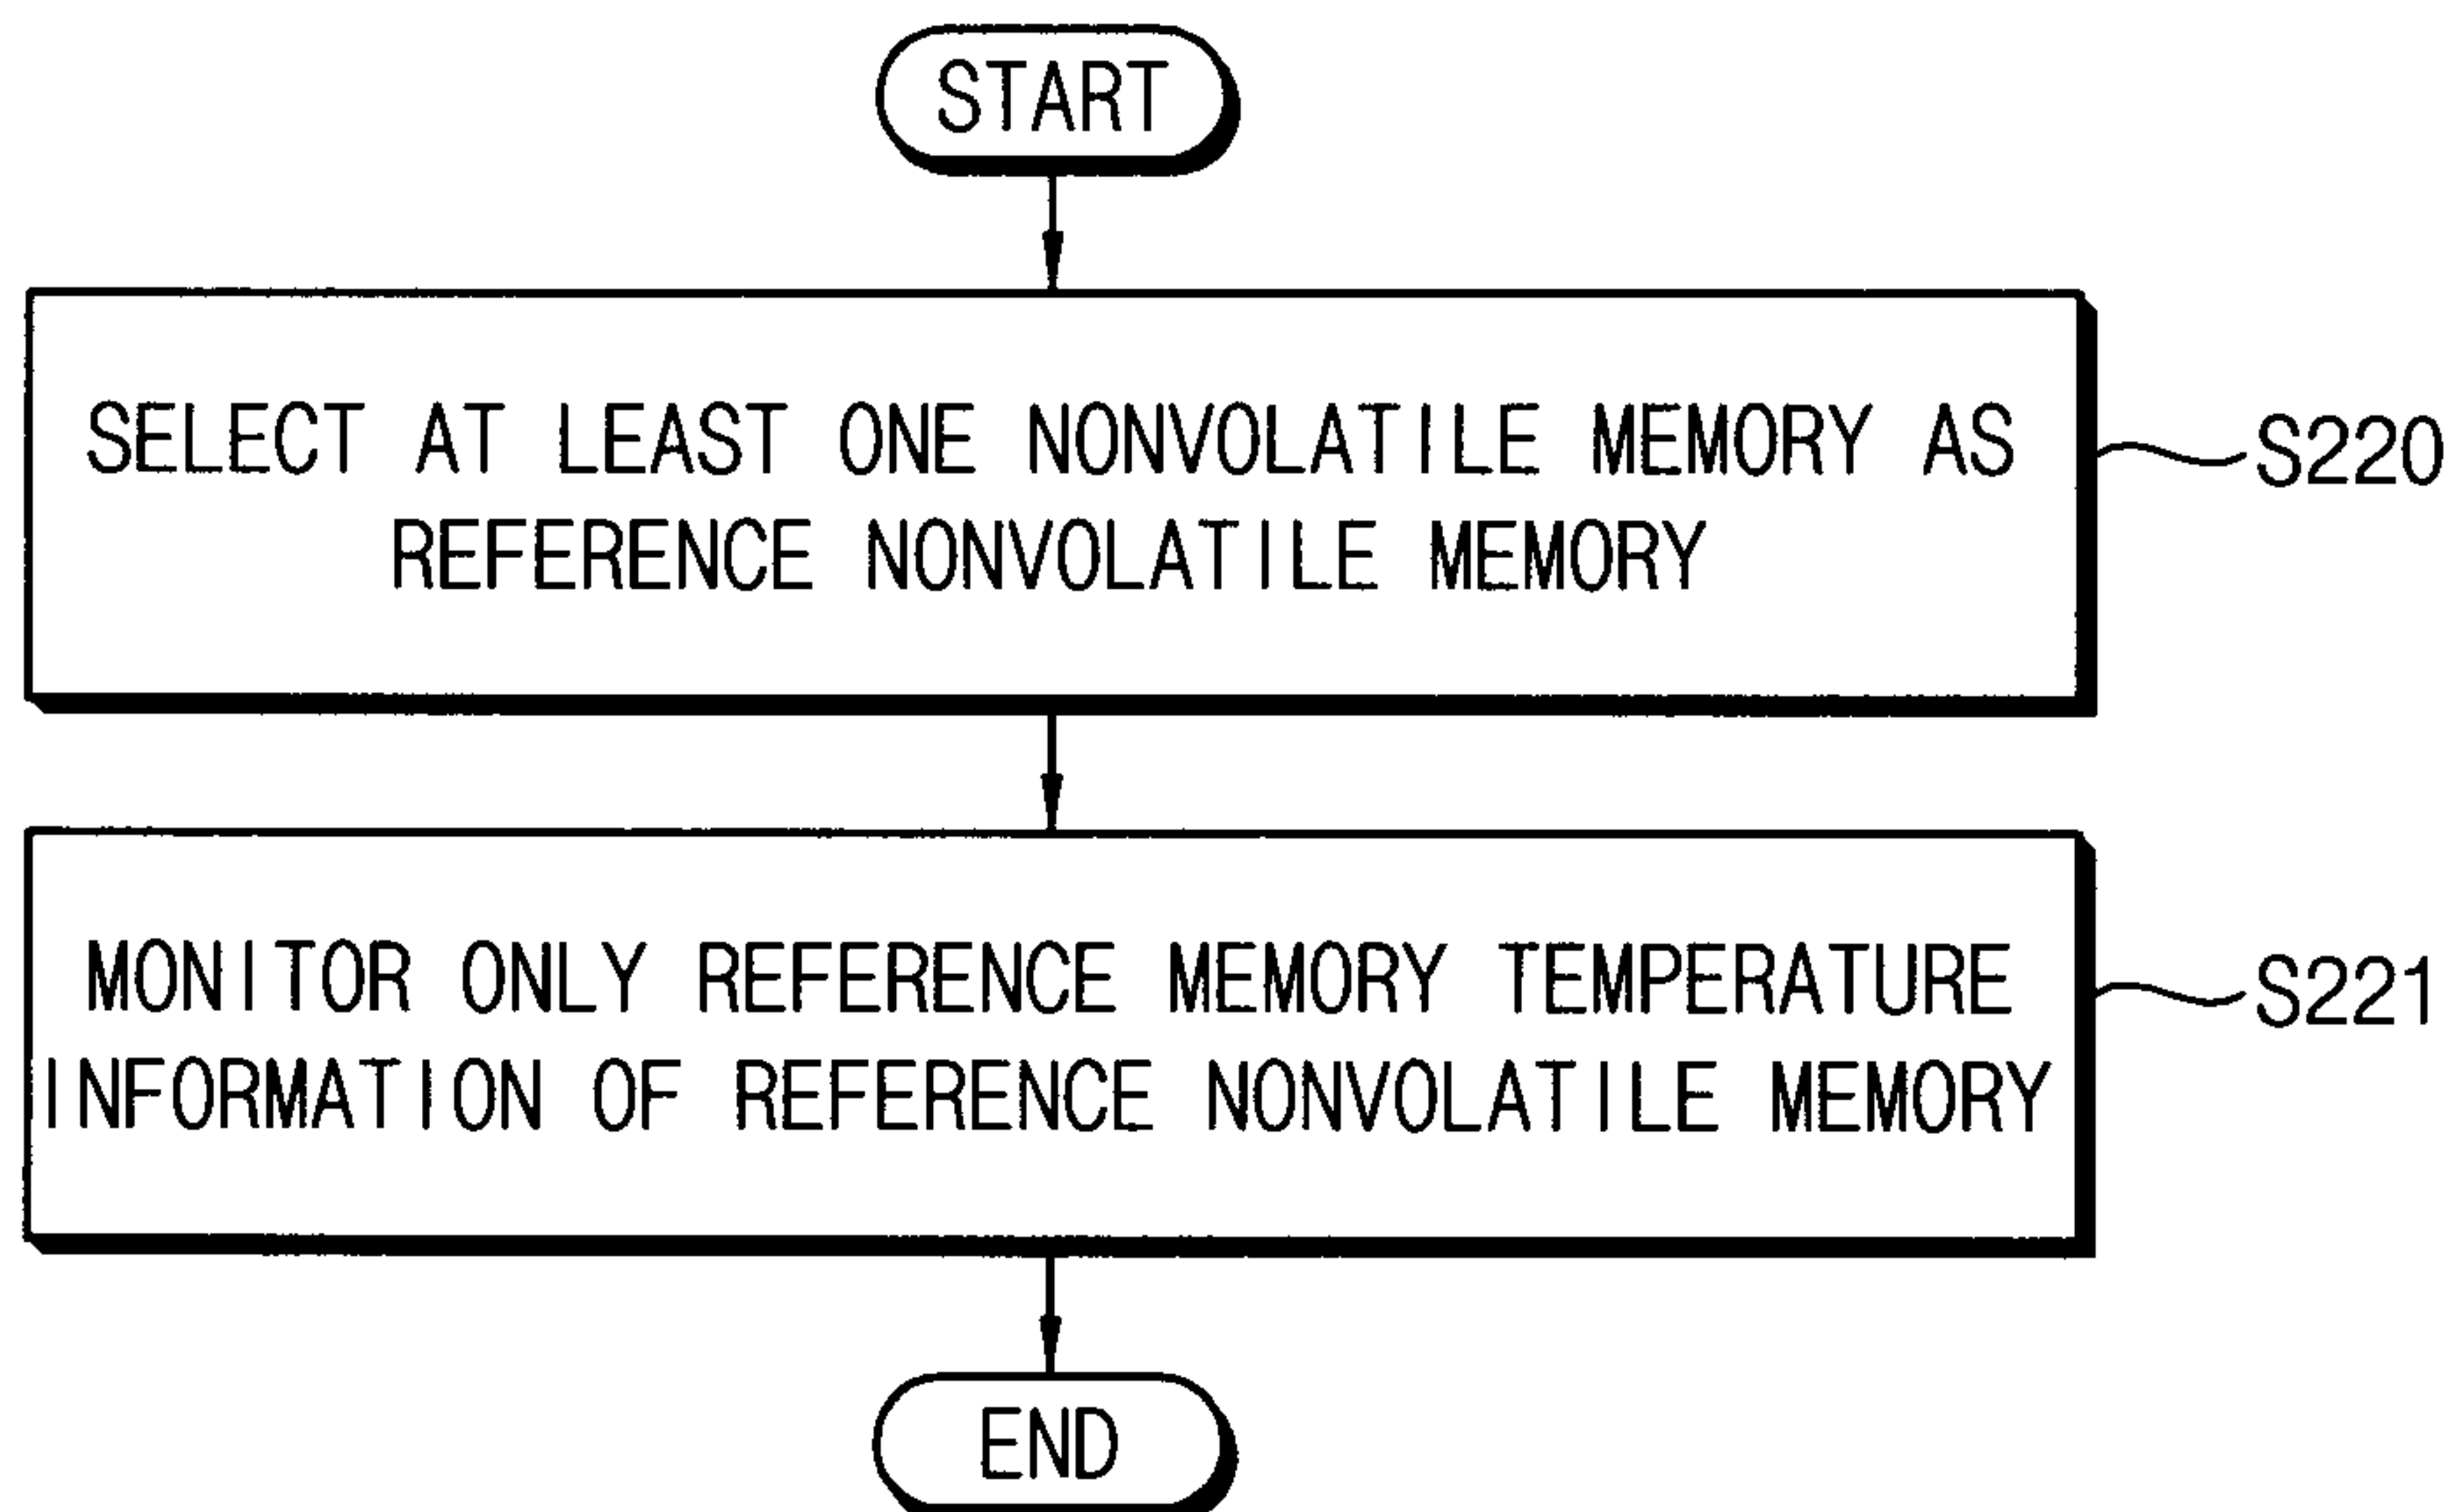 START
SELECT AT LEAST ONE NONVOLATILE MEMORY AS
REFERENCE NONVOLATILE MEMORY
S220
MONITOR ONLY REFERENCE MEMORY TEMPERATURE
INFORMATION OF REFERENCE NONVOLATILE MEMORY
S221
END